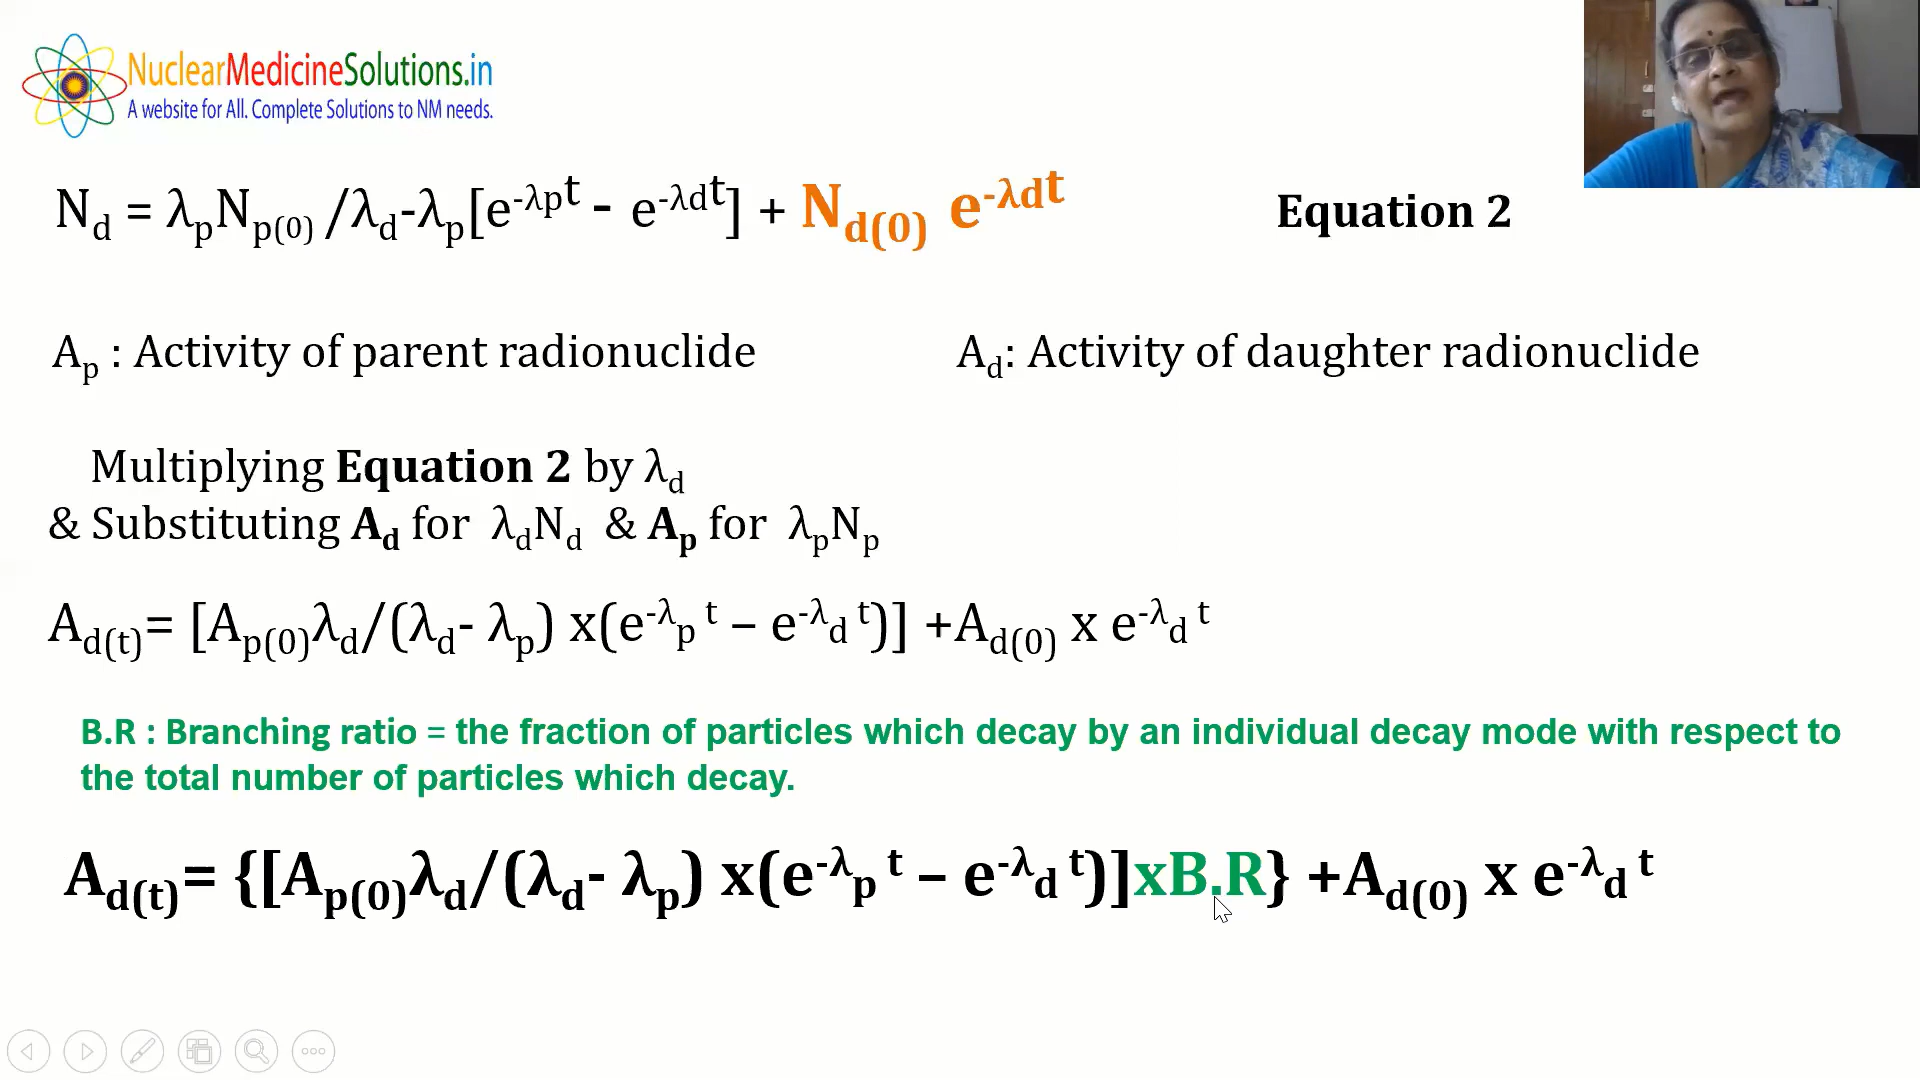 NuclearMedicineSolutions.in
A website for All. Complete Solutions to NM needs.
N_d = λ_pN_p(0) /λ_d-λ_p[e^-λpt - e^-λdt] + N_d(0) e^-λdt Equation 2
A_p : Activity of parent radionuclide A_d: Activity of daughter radionuclide
Multiplying Equation 2 by λ_d
& Substituting A_d for λ_dN_d & A_p for λ_pN_p
A_d(t)= [A_p(0)λ_d/(λ_d- λ_p) x(e^-λ_p t – e^-λ_d t)] +A_d(0) x e^-λ_d t
B.R : Branching ratio = the fraction of particles which decay by an individual decay mode with respect to
the total number of particles which decay.
A_d(t)= {[A_p(0)λ_d/(λ_d- λ_p) x(e^-λ_p t – e^-λ_d t)]xB.R} +A_d(0) x e^-λ_d t